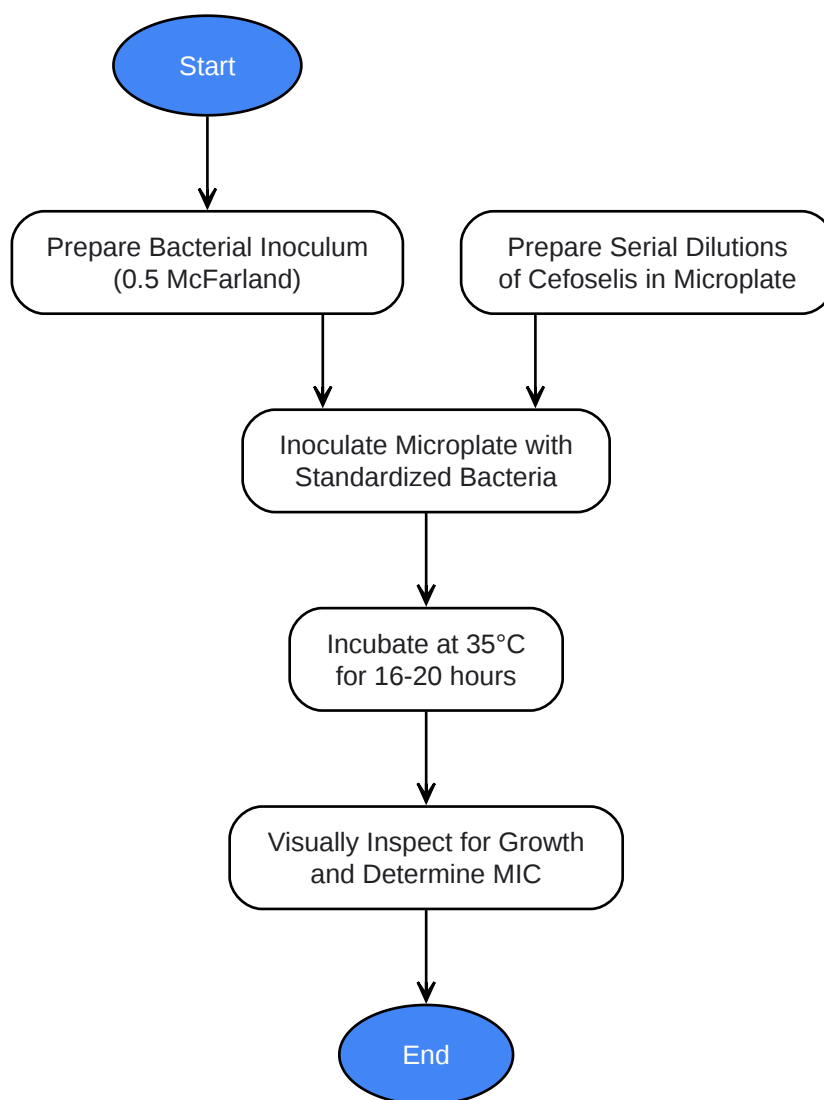 Start
Prepare Bacterial Inoculum
(0.5 McFarland)
Prepare Serial Dilutions
of Cefoselis in Microplate
Inoculate Microplate with
Standardized Bacteria
Incubate at 35°C
for 16-20 hours
Visually Inspect for Growth
and Determine MIC
End